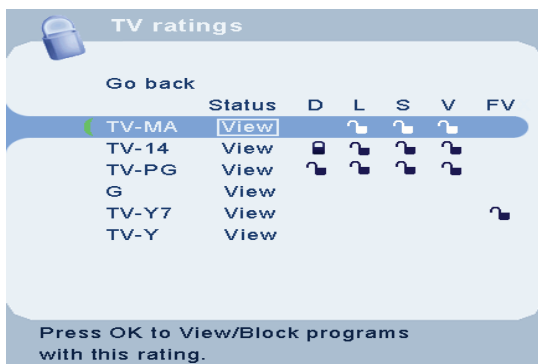 TV ratings
Go back
Status D L S V FV
TV-MA View
TV-14 View
TV-PG View
G View
TV-Y7 View
TV-Y View
Press OK to View/Block programs
with this rating.